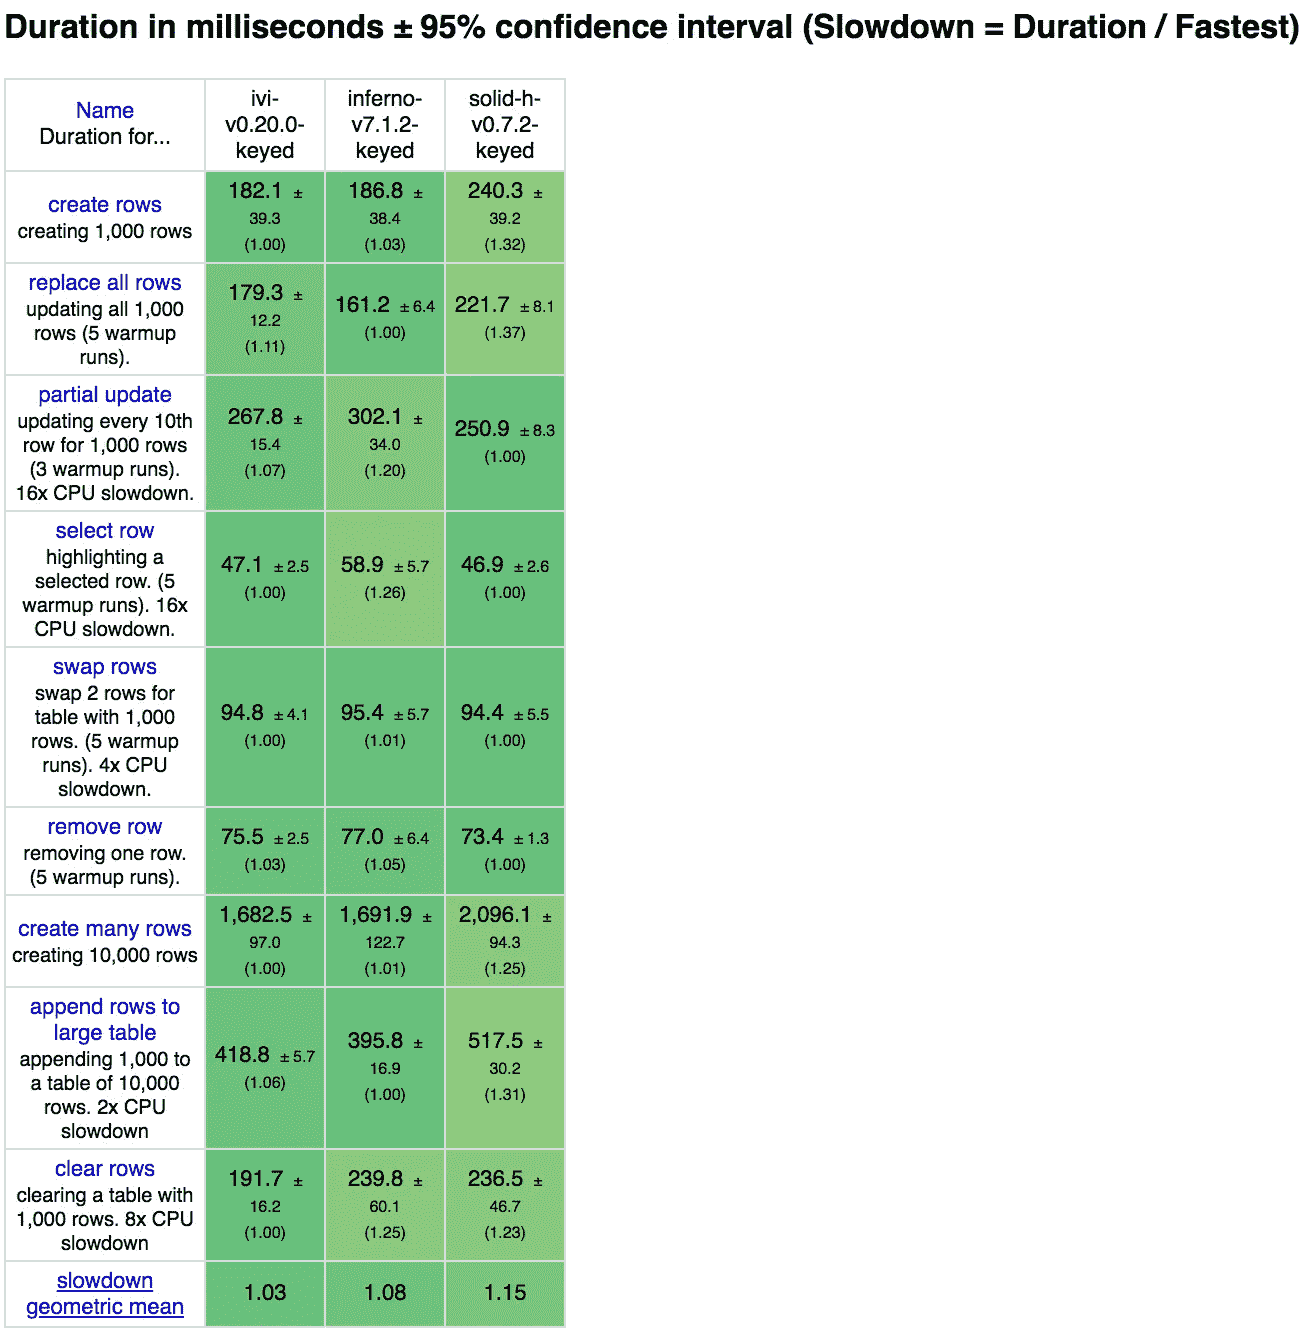 Duration in milliseconds ± 95% confidence interval (Slowdown = Duration / Fastest)
Name
Duration for...
ivi-
v0.20.0-
keyed
inferno-
v7.1.2-
keyed
solid-h-
v0.7.2-
keyed
create rows
creating 1,000 rows
182.1 ±
39.3
(1.00)
186.8 ±
38.4
(1.03)
240.3 ±
39.2
(1.32)
replace all rows
updating all 1,000
rows (5 warmup
runs).
179.3 ±
12.2
(1.11)
161.2 ± 6.4
(1.00)
221.7 ± 8.1
(1.37)
partial update
updating every 10th
row for 1,000 rows
(3 warmup runs).
16x CPU slowdown.
267.8 ±
15.4
(1.07)
302.1 ±
34.0
(1.20)
250.9 ± 8.3
(1.00)
select row
highlighting a
selected row. (5
warmup runs). 16x
CPU slowdown.
47.1 ± 2.5
(1.00)
58.9 ± 5.7
(1.26)
46.9 ± 2.6
(1.00)
swap rows
swap 2 rows for
table with 1,000
rows. (5 warmup
runs). 4x CPU
slowdown.
94.8 ± 4.1
(1.00)
95.4 ± 5.7
(1.01)
94.4 ± 5.5
(1.00)
remove row
removing one row.
(5 warmup runs).
75.5 ± 2.5
(1.03)
77.0 ± 6.4
(1.05)
73.4 ± 1.3
(1.00)
create many rows
creating 10,000 rows
1,682.5 ±
97.0
(1.00)
1,691.9 ±
122.7
(1.01)
2,096.1 ±
94.3
(1.25)
append rows to
large table
appending 1,000 to
a table of 10,000
rows. 2x CPU
slowdown
418.8 ± 5.7
(1.06)
395.8 ±
16.9
(1.00)
517.5 ±
30.2
(1.31)
clear rows
clearing a table with
1,000 rows. 8x CPU
slowdown
191.7 ±
16.2
(1.00)
239.8 ±
60.1
(1.25)
236.5 ±
46.7
(1.23)
slowdown
geometric mean
1.03
1.08
1.15